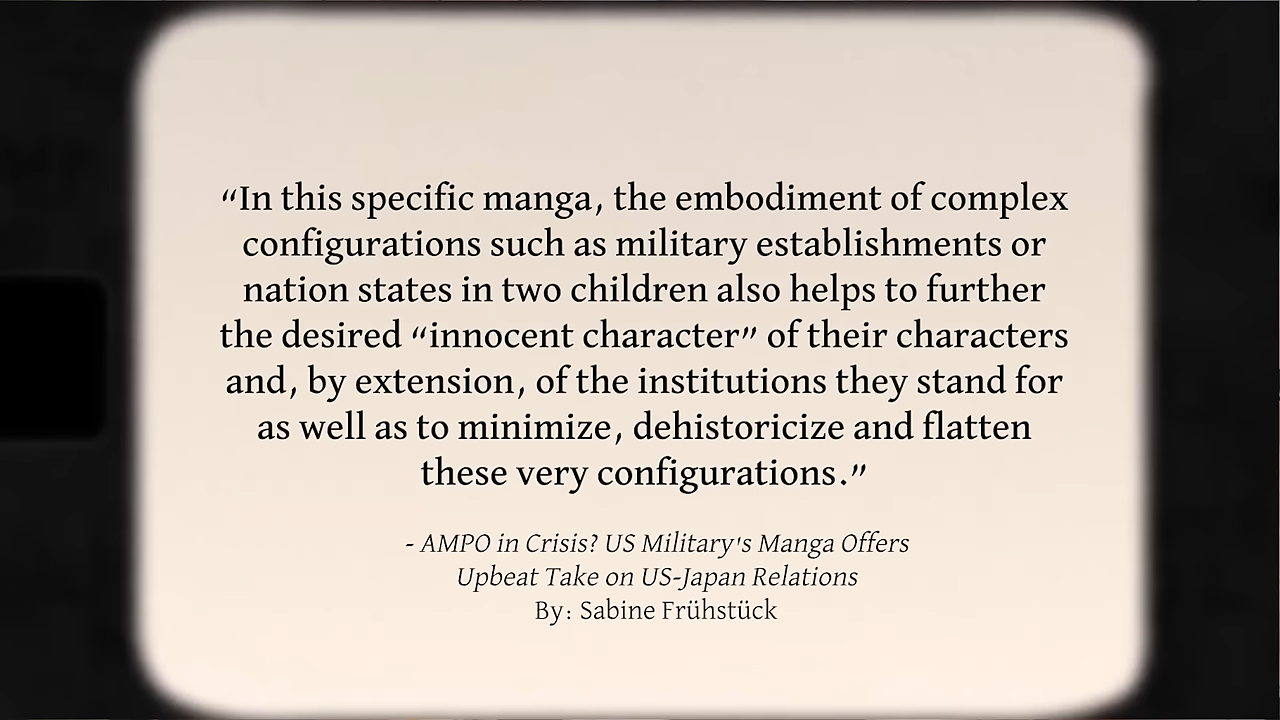 “In this specific manga, the embodiment of complex
configurations such as military establishments or
nation states in two children also helps to further
the desired “innocent character” of their characters
and, by extension, of the institutions they stand for
as well as to minimize, dehistoricize and flatten
these very configurations.”
- AMPO in Crisis? US Military's Manga Offers
Upbeat Take on US-Japan Relations
By: Sabine Frühstück